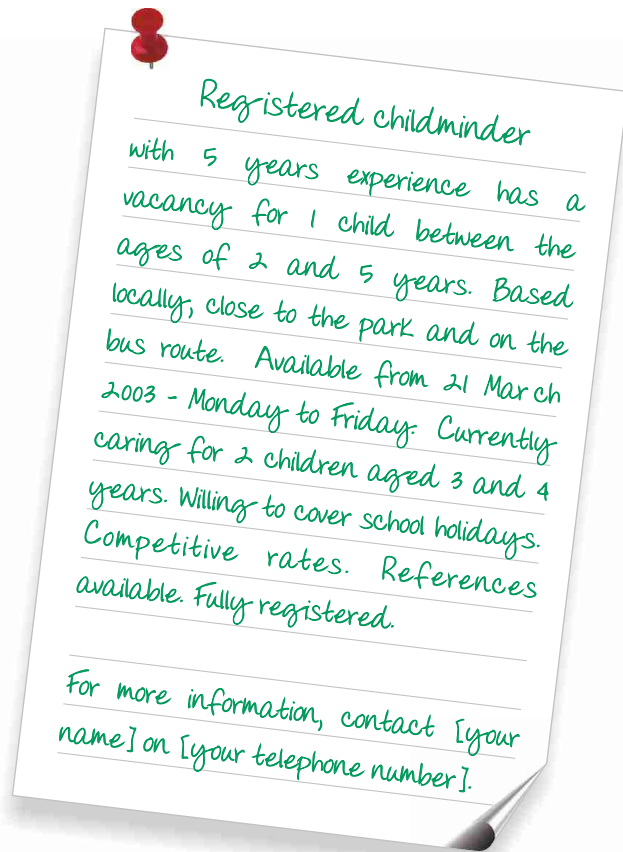 Registered childminder
with 5 years experience has a
vacancy for 1 child between the
ages of 2 and 5 years. Based
locally, close to the park and on the
bus route. Available from 21 March
2003 - Monday to Friday. Currently
caring for 2 children aged 3 and 4
years. Willing to cover school holidays.
Competitive rates. References
available. Fully registered.
For more information, contact [your
name] on [your telephone number].